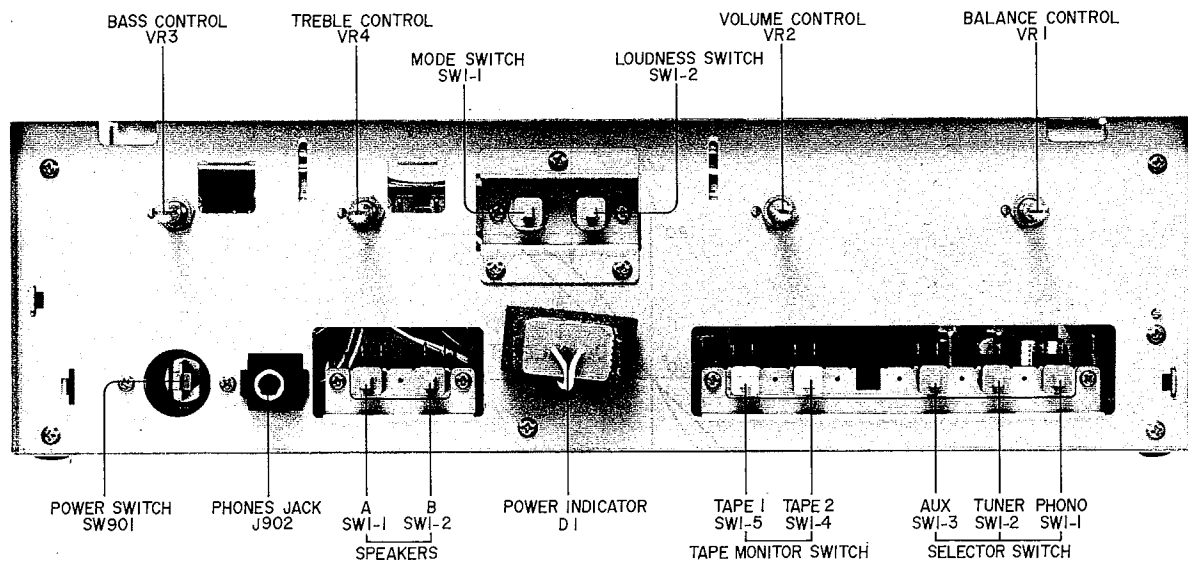 BASS CONTROL
VR3
TREBLE CONTROL
VR4
VOLUME CONTROL
VR2
BALANCE CONTROL
VR1
MODE SWITCH
SW1-1
LOUDNESS SWITCH
SW1-2
POWER SWITCH
SW901
PHONES JACK
J902
A
SW1-1
B
SW1-2
SPEAKERS
POWER INDICATOR
D1
TAPE 1
SW1-5
TAPE 2
SW1-4
TAPE MONITOR SWITCH
AUX
SW1-3
TUNER
SW1-2
PHONO
SW1-1
SELECTOR SWITCH